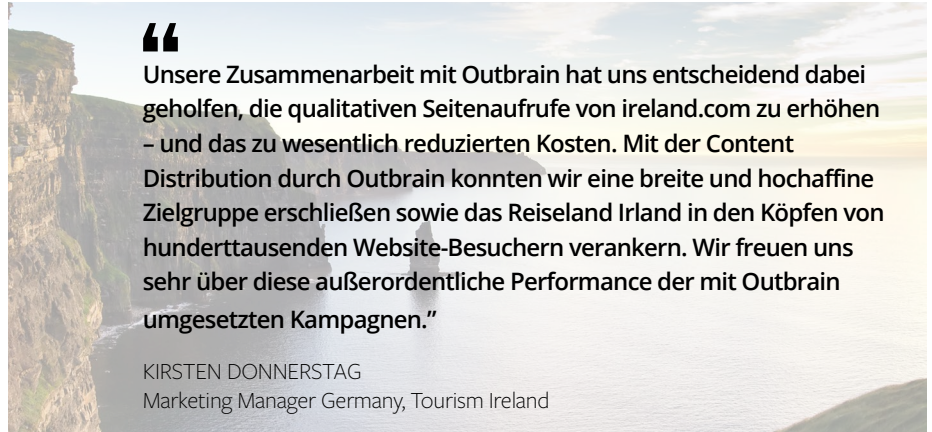 “
Unsere Zusammenarbeit mit Outbrain hat uns entscheidend dabei
geholfen, die qualitativen Seitenaufrufe von ireland.com zu erhöhen
– und das zu wesentlich reduzierten Kosten. Mit der Content
Distribution durch Outbrain konnten wir eine breite und hochaffine
Zielgruppe erschließen sowie das Reiseland Irland in den Köpfen von
hunderttausenden Website-Besuchern verankern. Wir freuen uns
sehr über diese außerordentliche Performance der mit Outbrain
umgesetzten Kampagnen.”
KIRSTEN DONNERSTAG
Marketing Manager Germany, Tourism Ireland